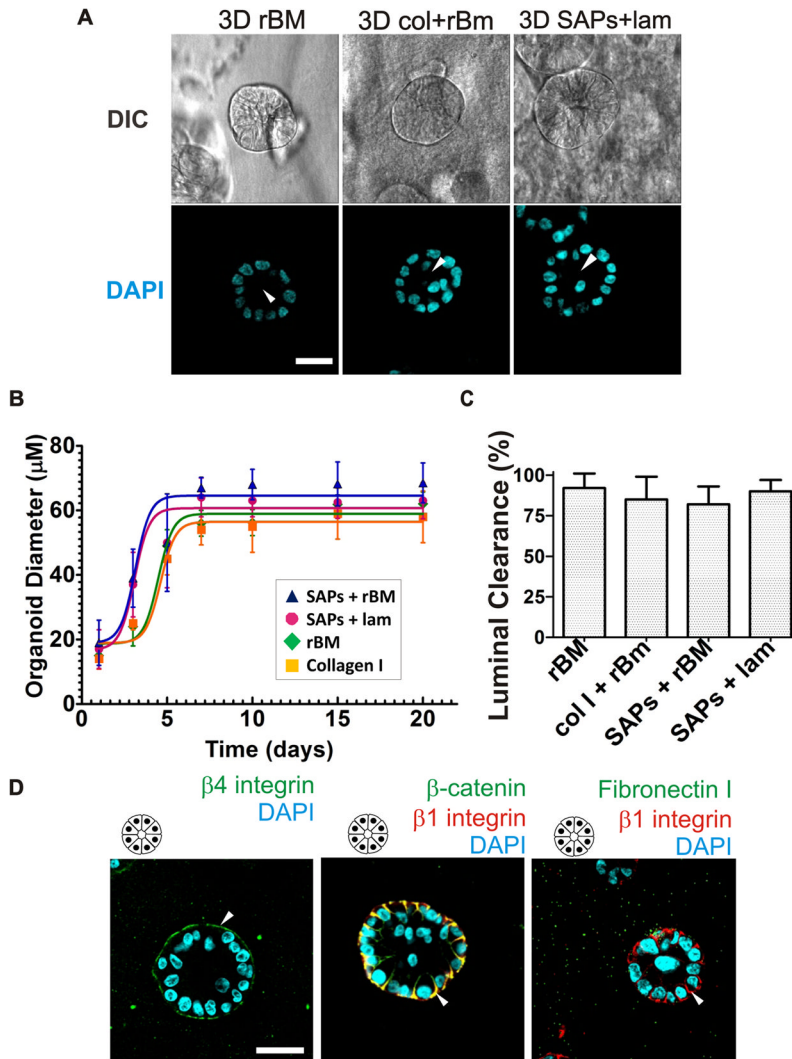 A
3D rBM 3D col+rBm 3D SAPs+lam
DIC
DAPI
B
Organoid Diameter (μM)
80
60
40
20
0
0 5 10 15 20
Time (days)
SAPs + rBM
SAPs + lam
rBM
Collagen I
C
Luminal Clearance (%)
100
75
50
25
0
rBM
col I + rBm
SAPs + rBM
SAPs + lam
D
β4 integrin
DAPI
β-catenin
β1 integrin
DAPI
Fibronectin I
β1 integrin
DAPI